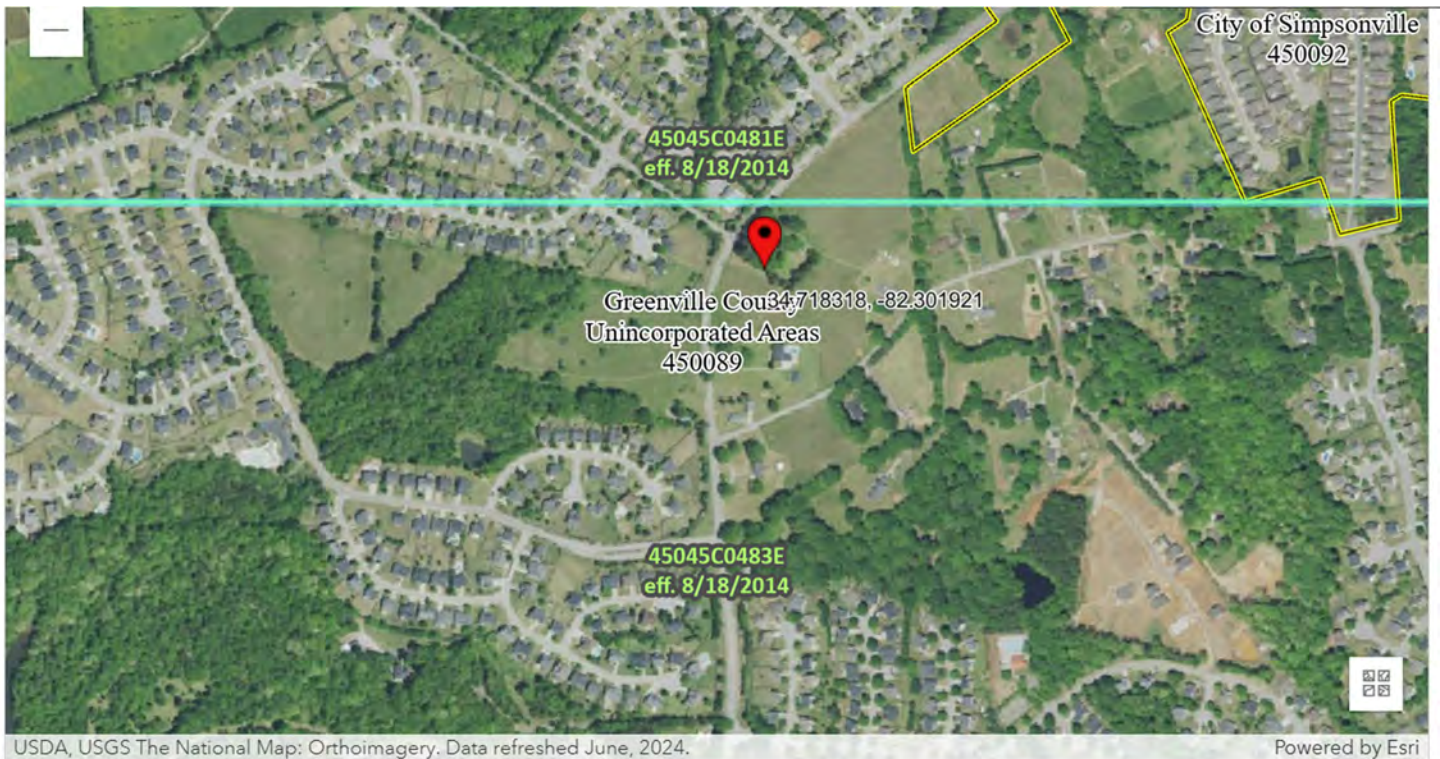 City of Simpsonville
450092
45045C0481E
eff. 8/18/2014
Greenville County
34.718318, -82.301921
Unincorporated Areas
450089
45045C0483E
eff. 8/18/2014
USDA, USGS The National Map: Orthoimagery. Data refreshed June, 2024.
Powered by Esri